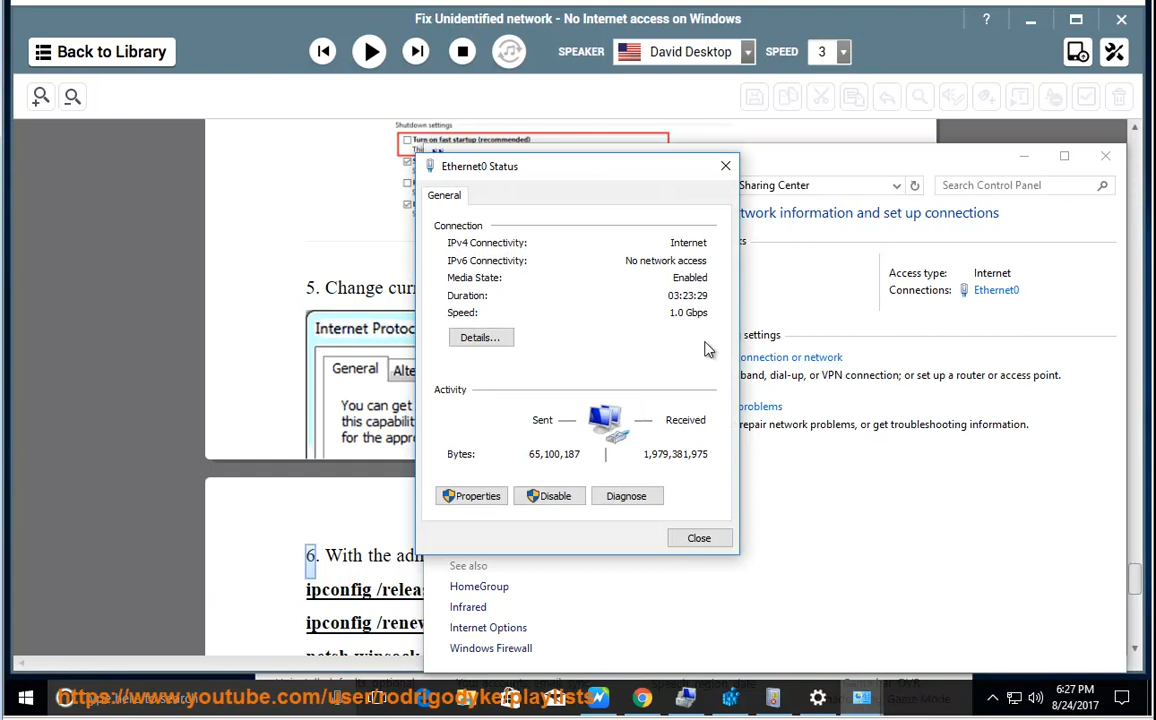 Fix Unidentified network - No Internet access on Windows
?
Back to Library
SPEAKER
David Desktop
SPEED
3
Shutdown settings
Turn on fast startup (recommended)
Ethernet0 Status
General
Connection
IPv4 Connectivity: Internet
IPv6 Connectivity: No network access
Media State: Enabled
Duration: 03:23:29
Speed: 1.0 Gbps
Details...
Activity
Sent
Received
Bytes: 65,100,187 1,979,381,975
Properties
Disable
Diagnose
Close
Sharing Center
Search Control Panel
twork information and set up connections
Access type: Internet
Connections: Ethernet0
settings
onnection or network
band, dial-up, or VPN connection; or set up a router or access point.
problems
repair network problems, or get troubleshooting information.
5. Change cur
Internet Protoc
General
Alte
You can get
this capabilit
for the appro
6. With the adm
ipconfig /relea
ipconfig /renew
netsh winsock
See also
HomeGroup
Infrared
Internet Options
Windows Firewall
6:27 PM
8/24/2017